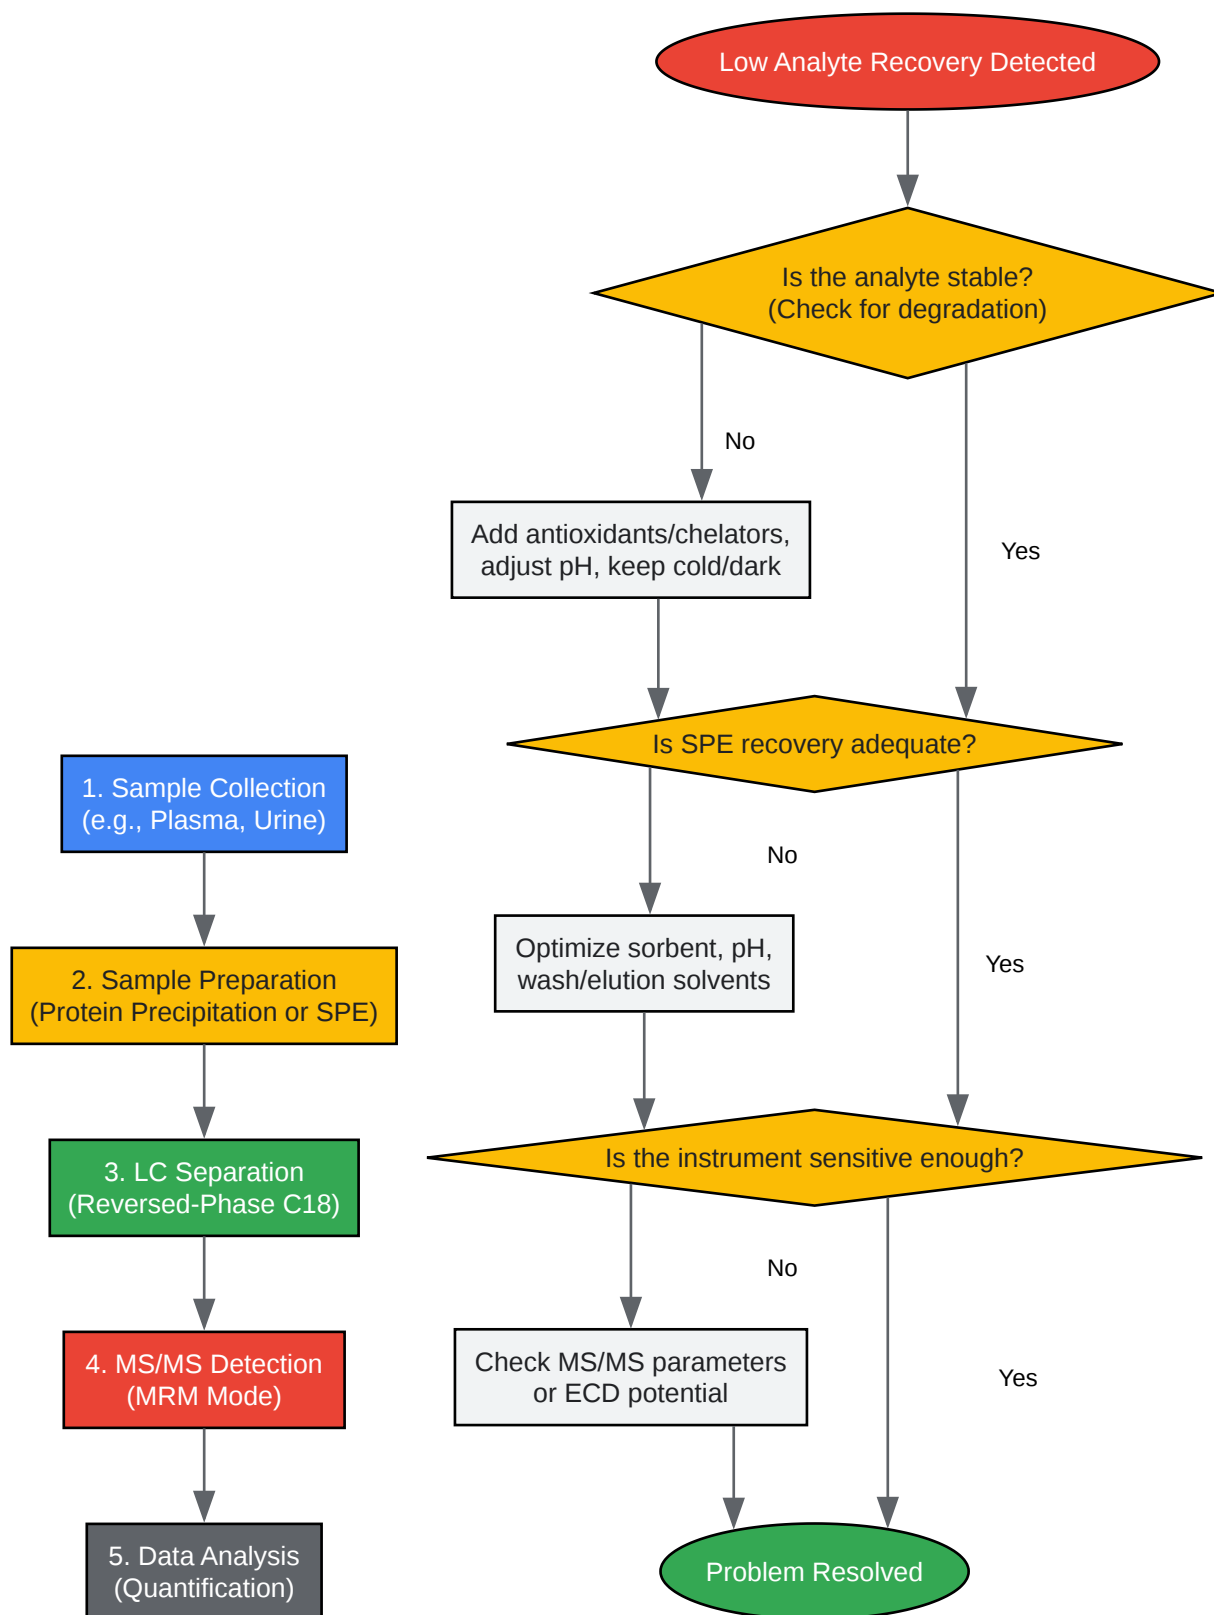 Low Analyte Recovery Detected
Is the analyte stable?
(Check for degradation)
No
Yes
Add antioxidants/chelators,
adjust pH, keep cold/dark
Is SPE recovery adequate?
No
Yes
Optimize sorbent, pH,
wash/elution solvents
Is the instrument sensitive enough?
No
Yes
Check MS/MS parameters
or ECD potential
Problem Resolved
1. Sample Collection
(e.g., Plasma, Urine)
2. Sample Preparation
(Protein Precipitation or SPE)
3. LC Separation
(Reversed-Phase C18)
4. MS/MS Detection
(MRM Mode)
5. Data Analysis
(Quantification)